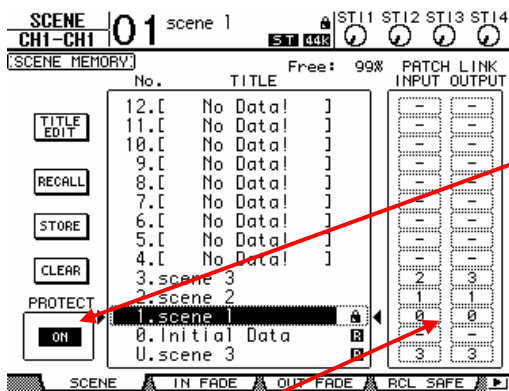 SCENE
CH1-CH1
01 scene 1
ST 44k
STI1 STI2 STI3 STI4
SCENE MEMORY
Free: 99%
PATCH LINK
INPUT OUTPUT
No. TITLE
12.[ No Data! ] - -
11.[ No Data! ] - -
10.[ No Data! ] - -
9.[ No Data! ] - -
8.[ No Data! ] - -
7.[ No Data! ] - -
6.[ No Data! ] - -
5.[ No Data! ] - -
4.[ No Data! ] - -
3.scene 3 2 3
2.scene 2 1 1
1.scene 1 0 0
0.Initial Data R - -
U.scene 3 R 3 3
TITLE
EDIT
RECALL
STORE
CLEAR
PROTECT
ON
SCENE IN FADE OUT FADE RCL SAFE